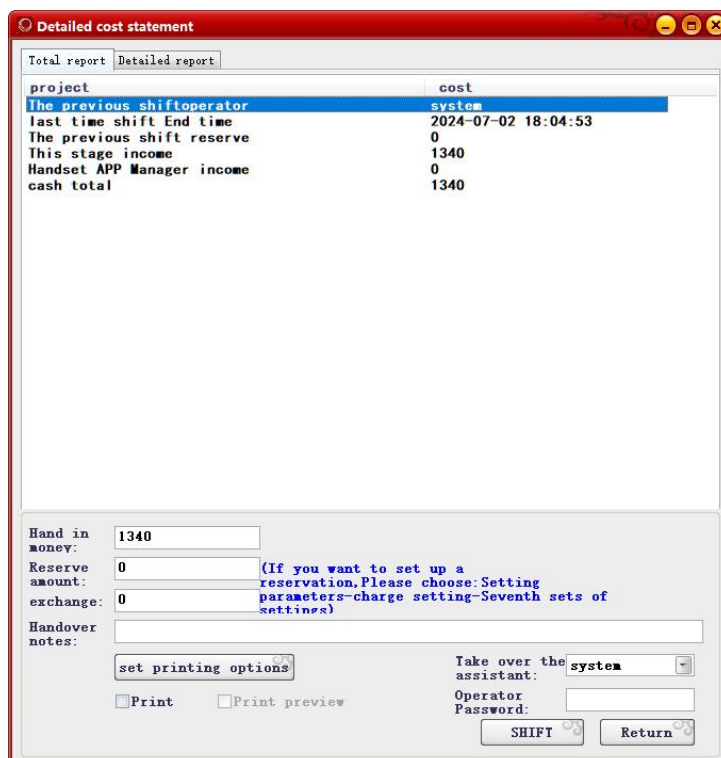 Detailed cost statement
Total report Detailed report
project cost
The previous shiftoperator system
last time shift End time 2024-07-02 18:04:53
The previous shift reserve 0
This stage income 1340
Handset APP Manager income 0
cash total 1340
Hand in money: 1340
Reserve amount: 0
(If you want to set up a
reservation,Please choose:Setting
exchange: 0
parameters-charge setting-Seventh sets of
settings)
Handover
notes:
set printing options
Take over the
assistant: system
Print Print preview
Operator
Password:
SHIFT Return